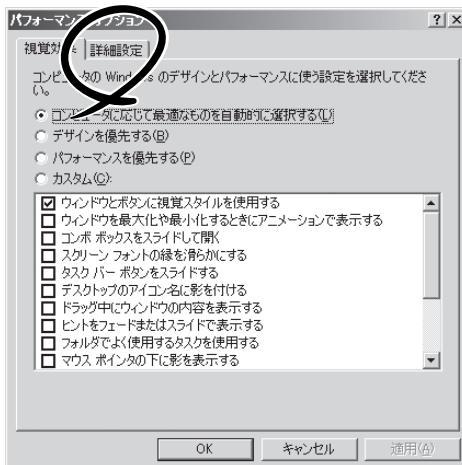 パフォーマンス オプション
? ×
視覚効果
詳細設定
コンピュータの Windows のデザインとパフォーマンスに使う設定を選択してくださ
い。
コンピュータに応じて最適なものを自動的に選択する(L)
デザインを優先する(B)
パフォーマンスを優先する(P)
カスタム(C):
ウィンドウとボタンに視覚スタイルを使用する
ウィンドウを最大化や最小化するときにアニメーションで表示する
コンボ ボックスをスライドして開く
スクリーン フォントの縁を滑らかにする
タスク バー ボタンをスライドする
デスクトップのアイコン名に影を付ける
ドラッグ中にウィンドウの内容を表示する
ヒントをフェードまたはスライドで表示する
フォルダでよく使用するタスクを使用する
マウス ポインタの下に影を表示する
OK
キャンセル
適用(A)